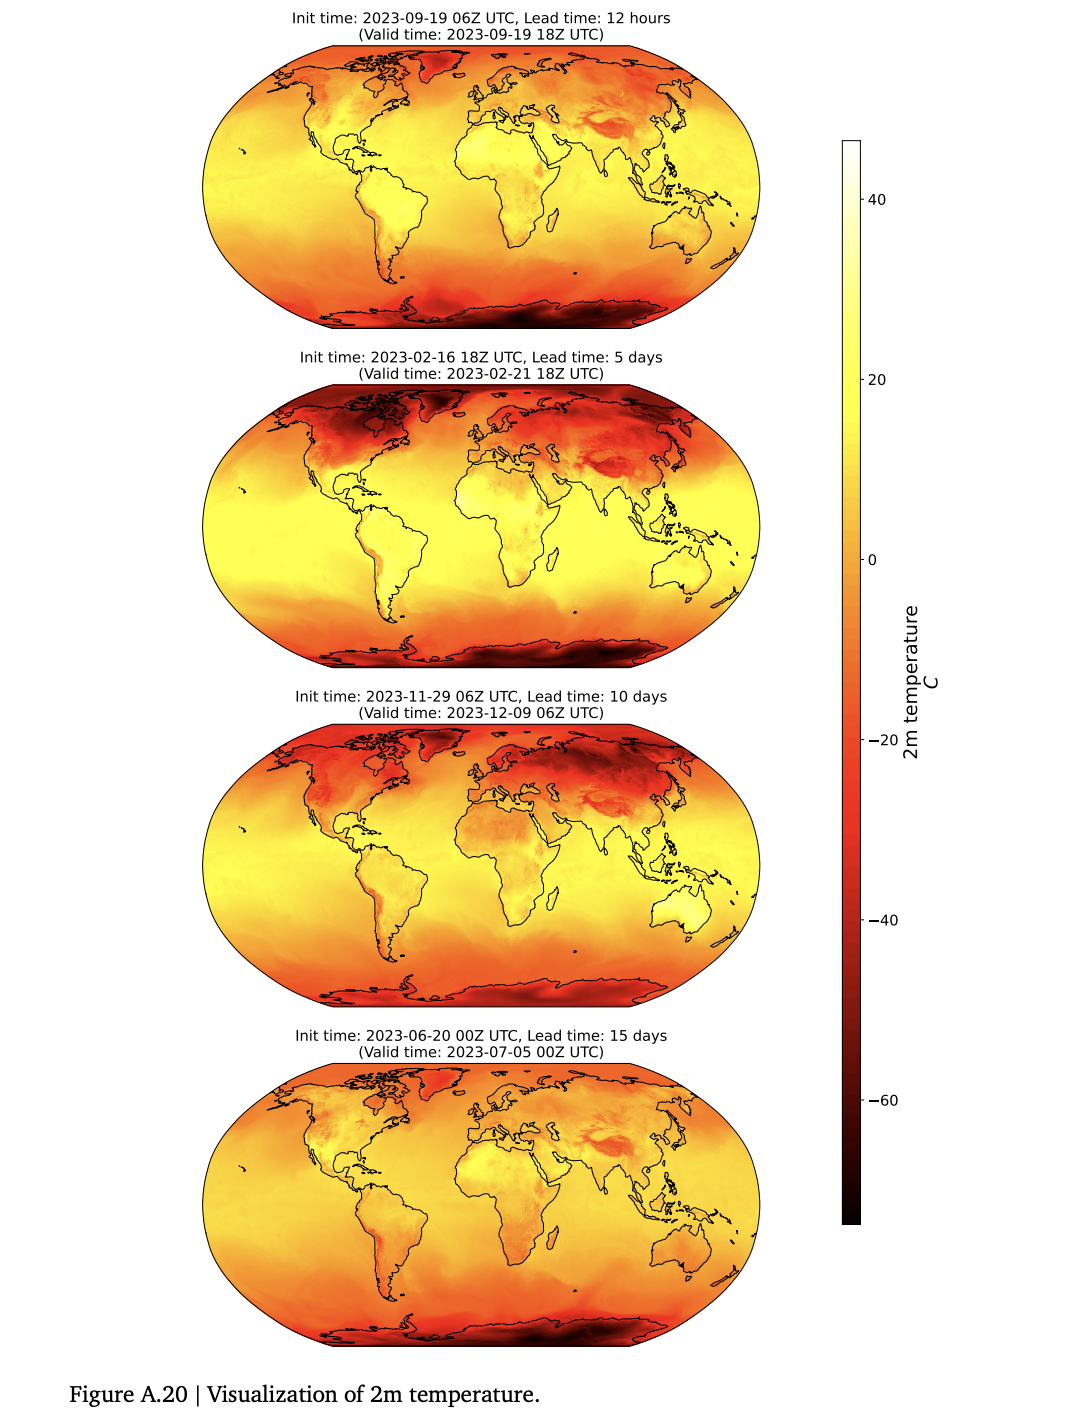 Init time: 2023-09-19 06Z UTC, Lead time: 12 hours
(Valid time: 2023-09-19 18Z UTC)
Init time: 2023-02-16 18Z UTC, Lead time: 5 days
(Valid time: 2023-02-21 18Z UTC)
Init time: 2023-11-29 06Z UTC, Lead time: 10 days
(Valid time: 2023-12-09 06Z UTC)
Init time: 2023-06-20 00Z UTC, Lead time: 15 days
(Valid time: 2023-07-05 00Z UTC)
40
20
0
−20
−40
−60
2m temperature
C
Figure A.20 | Visualization of 2m temperature.